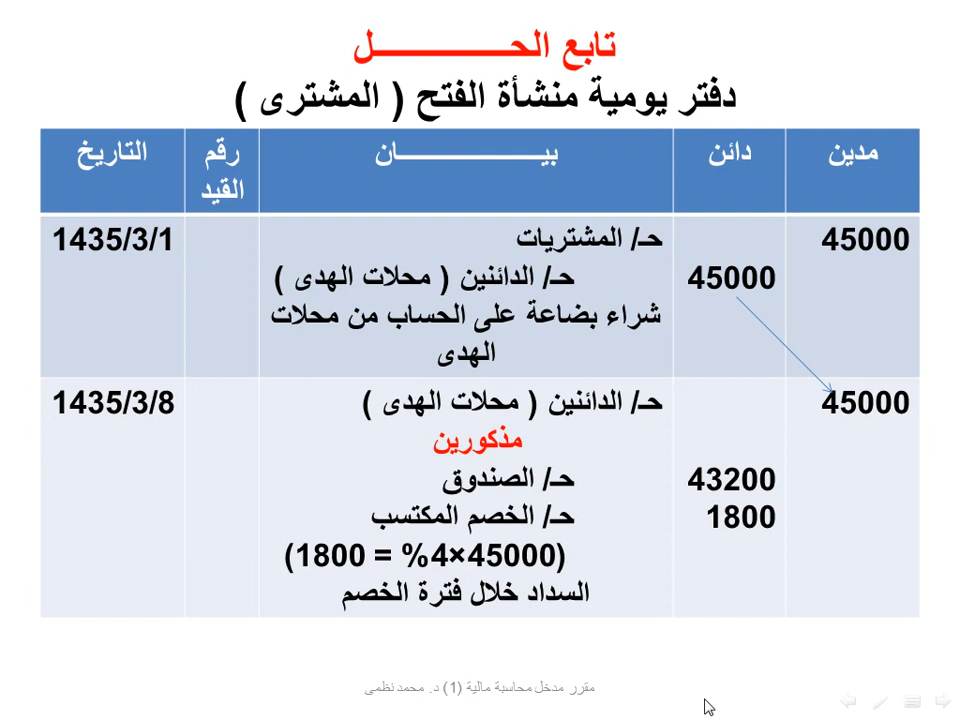 تابع الحـــــــــــــــل
دفتر يومية منشأة الفتح ( المشترى )
مدين دائن بيـــــــــــــــــــان رقم القيد التاريخ
45000 حـ/ المشتريات 1435/3/1
45000 حـ/ الدائنين ( محلات الهدى )
شراء بضاعة على الحساب من محلات
الهدى
45000 حـ/ الدائنين ( محلات الهدى ) 1435/3/8
مذكورين
43200 حـ/ الصندوق
1800 حـ/ الخصم المكتسب
(45000×4% = 1800)
السداد خلال فترة الخصم
مقرر مدخل محاسبة مالية (1) د. محمد نظمى